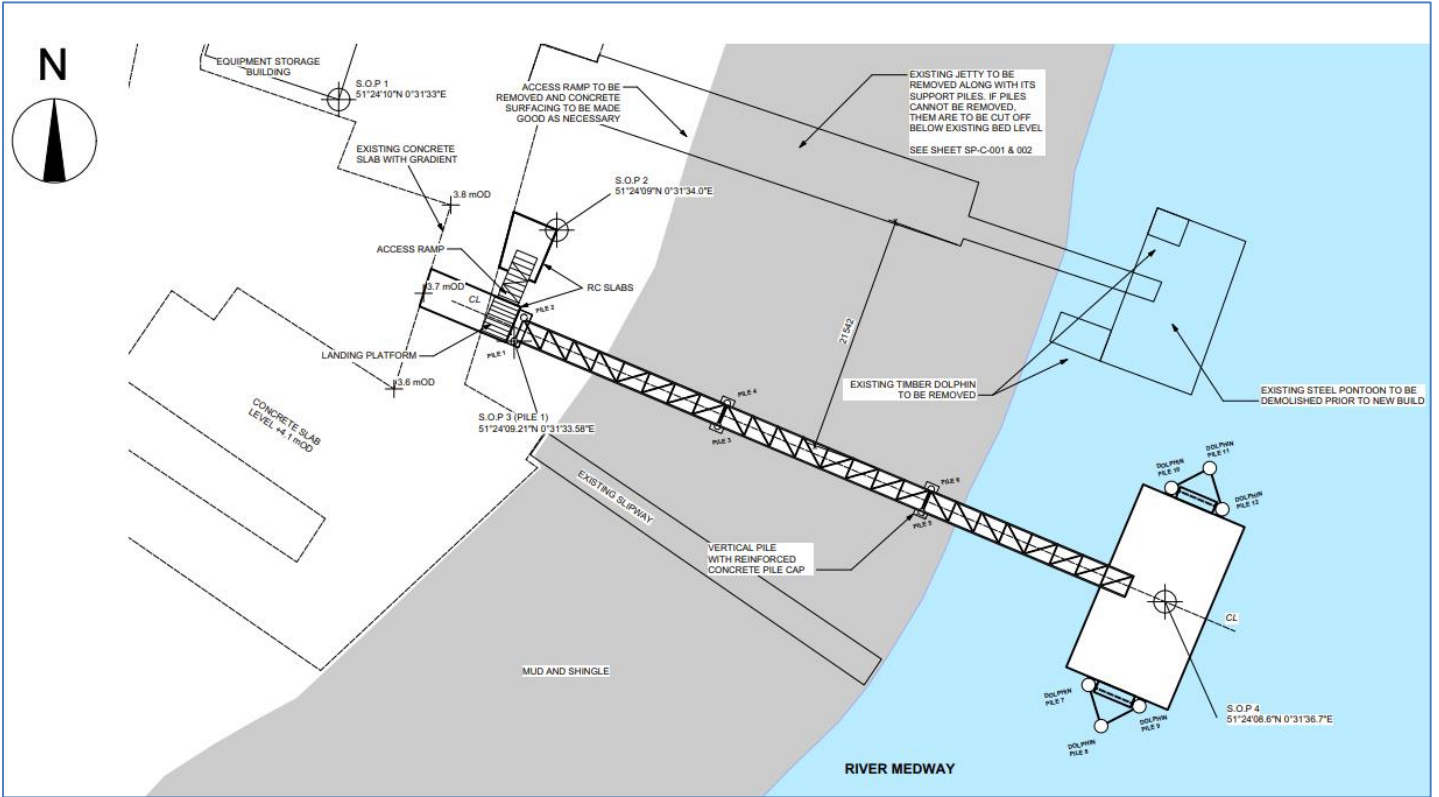 N
EQUIPMENT STORAGE
BUILDING
S.O.P 1
51°24'10"N 0°31'33"E
ACCESS RAMP TO BE
REMOVED AND CONCRETE
SURFACING TO BE MADE
GOOD AS NECESSARY
EXISTING JETTY TO BE
REMOVED ALONG WITH ITS
SUPPORT PILES. IF PILES
CANNOT BE REMOVED,
THEM ARE TO BE CUT OFF
BELOW EXISTING BED LEVEL
SEE SHEET SP-C-001 & 002
EXISTING CONCRETE
SLAB WITH GRADIENT
3.8 mOD
S.O.P 2
51°24'09"N 0°31'34.0"E
ACCESS RAMP
RC SLABS
3.7 mOD
CL
PILE 2
PILE 1
LANDING PLATFORM
21542
3.6 mOD
PILE 4
PILE 3
EXISTING TIMBER DOLPHIN
TO BE REMOVED
EXISTING STEEL PONTOON TO BE
DEMOLISHED PRIOR TO NEW BUILD
CONCRETE SLAB
LEVEL +4.1 mOD
S.O.P 3 (PILE 1)
51°24'09.21"N 0°31'33.58"E
EXISTING SLIPWAY
PILE 6
PILE 5
DOLPHIN
PILE 11
DOLPHIN
PILE 10
DOLPHIN
PILE 12
VERTICAL PILE
WITH REINFORCED
CONCRETE PILE CAP
CL
MUD AND SHINGLE
DOLPHIN
PILE 7
DOLPHIN
PILE 9
DOLPHIN
PILE 8
S.O.P 4
51°24'08.6"N 0°31'36.7"E
RIVER MEDWAY